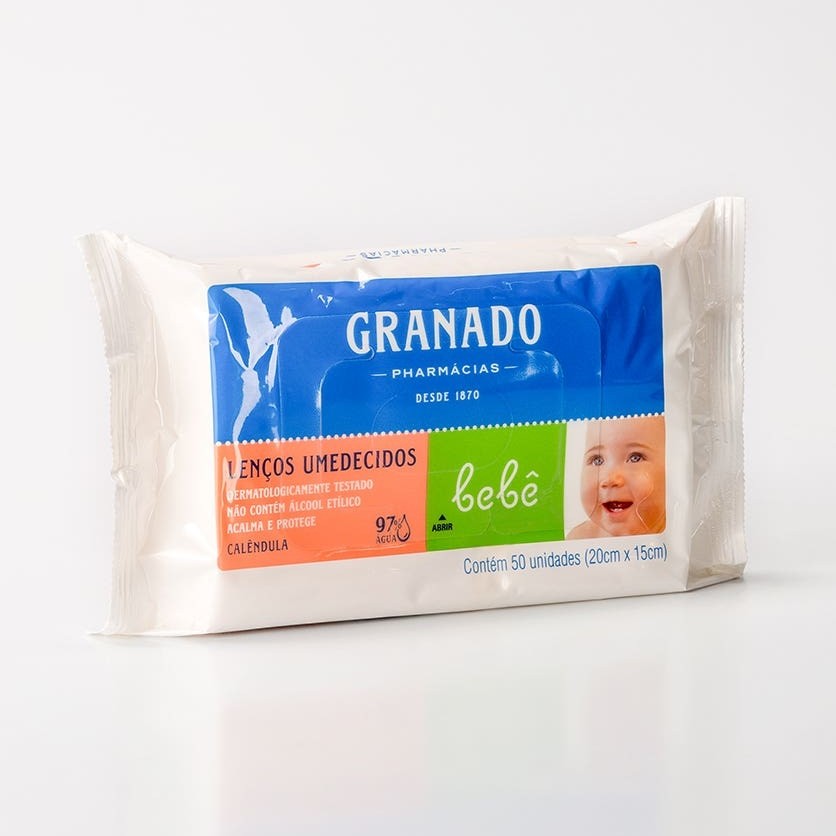 PHARMÁCIAS
GRANADO
PHARMÁCIAS
DESDE 1870
LENÇOS UMEDECIDOS
DERMATOLOGICAMENTE TESTADO
NÃO CONTÉM ÁLCOOL ETÍLICO
ACALMA E PROTEGE
CALÊNDULA
97%
ÁGUA
bebê
ABRIR
Contém 50 unidades (20cm x 15cm)